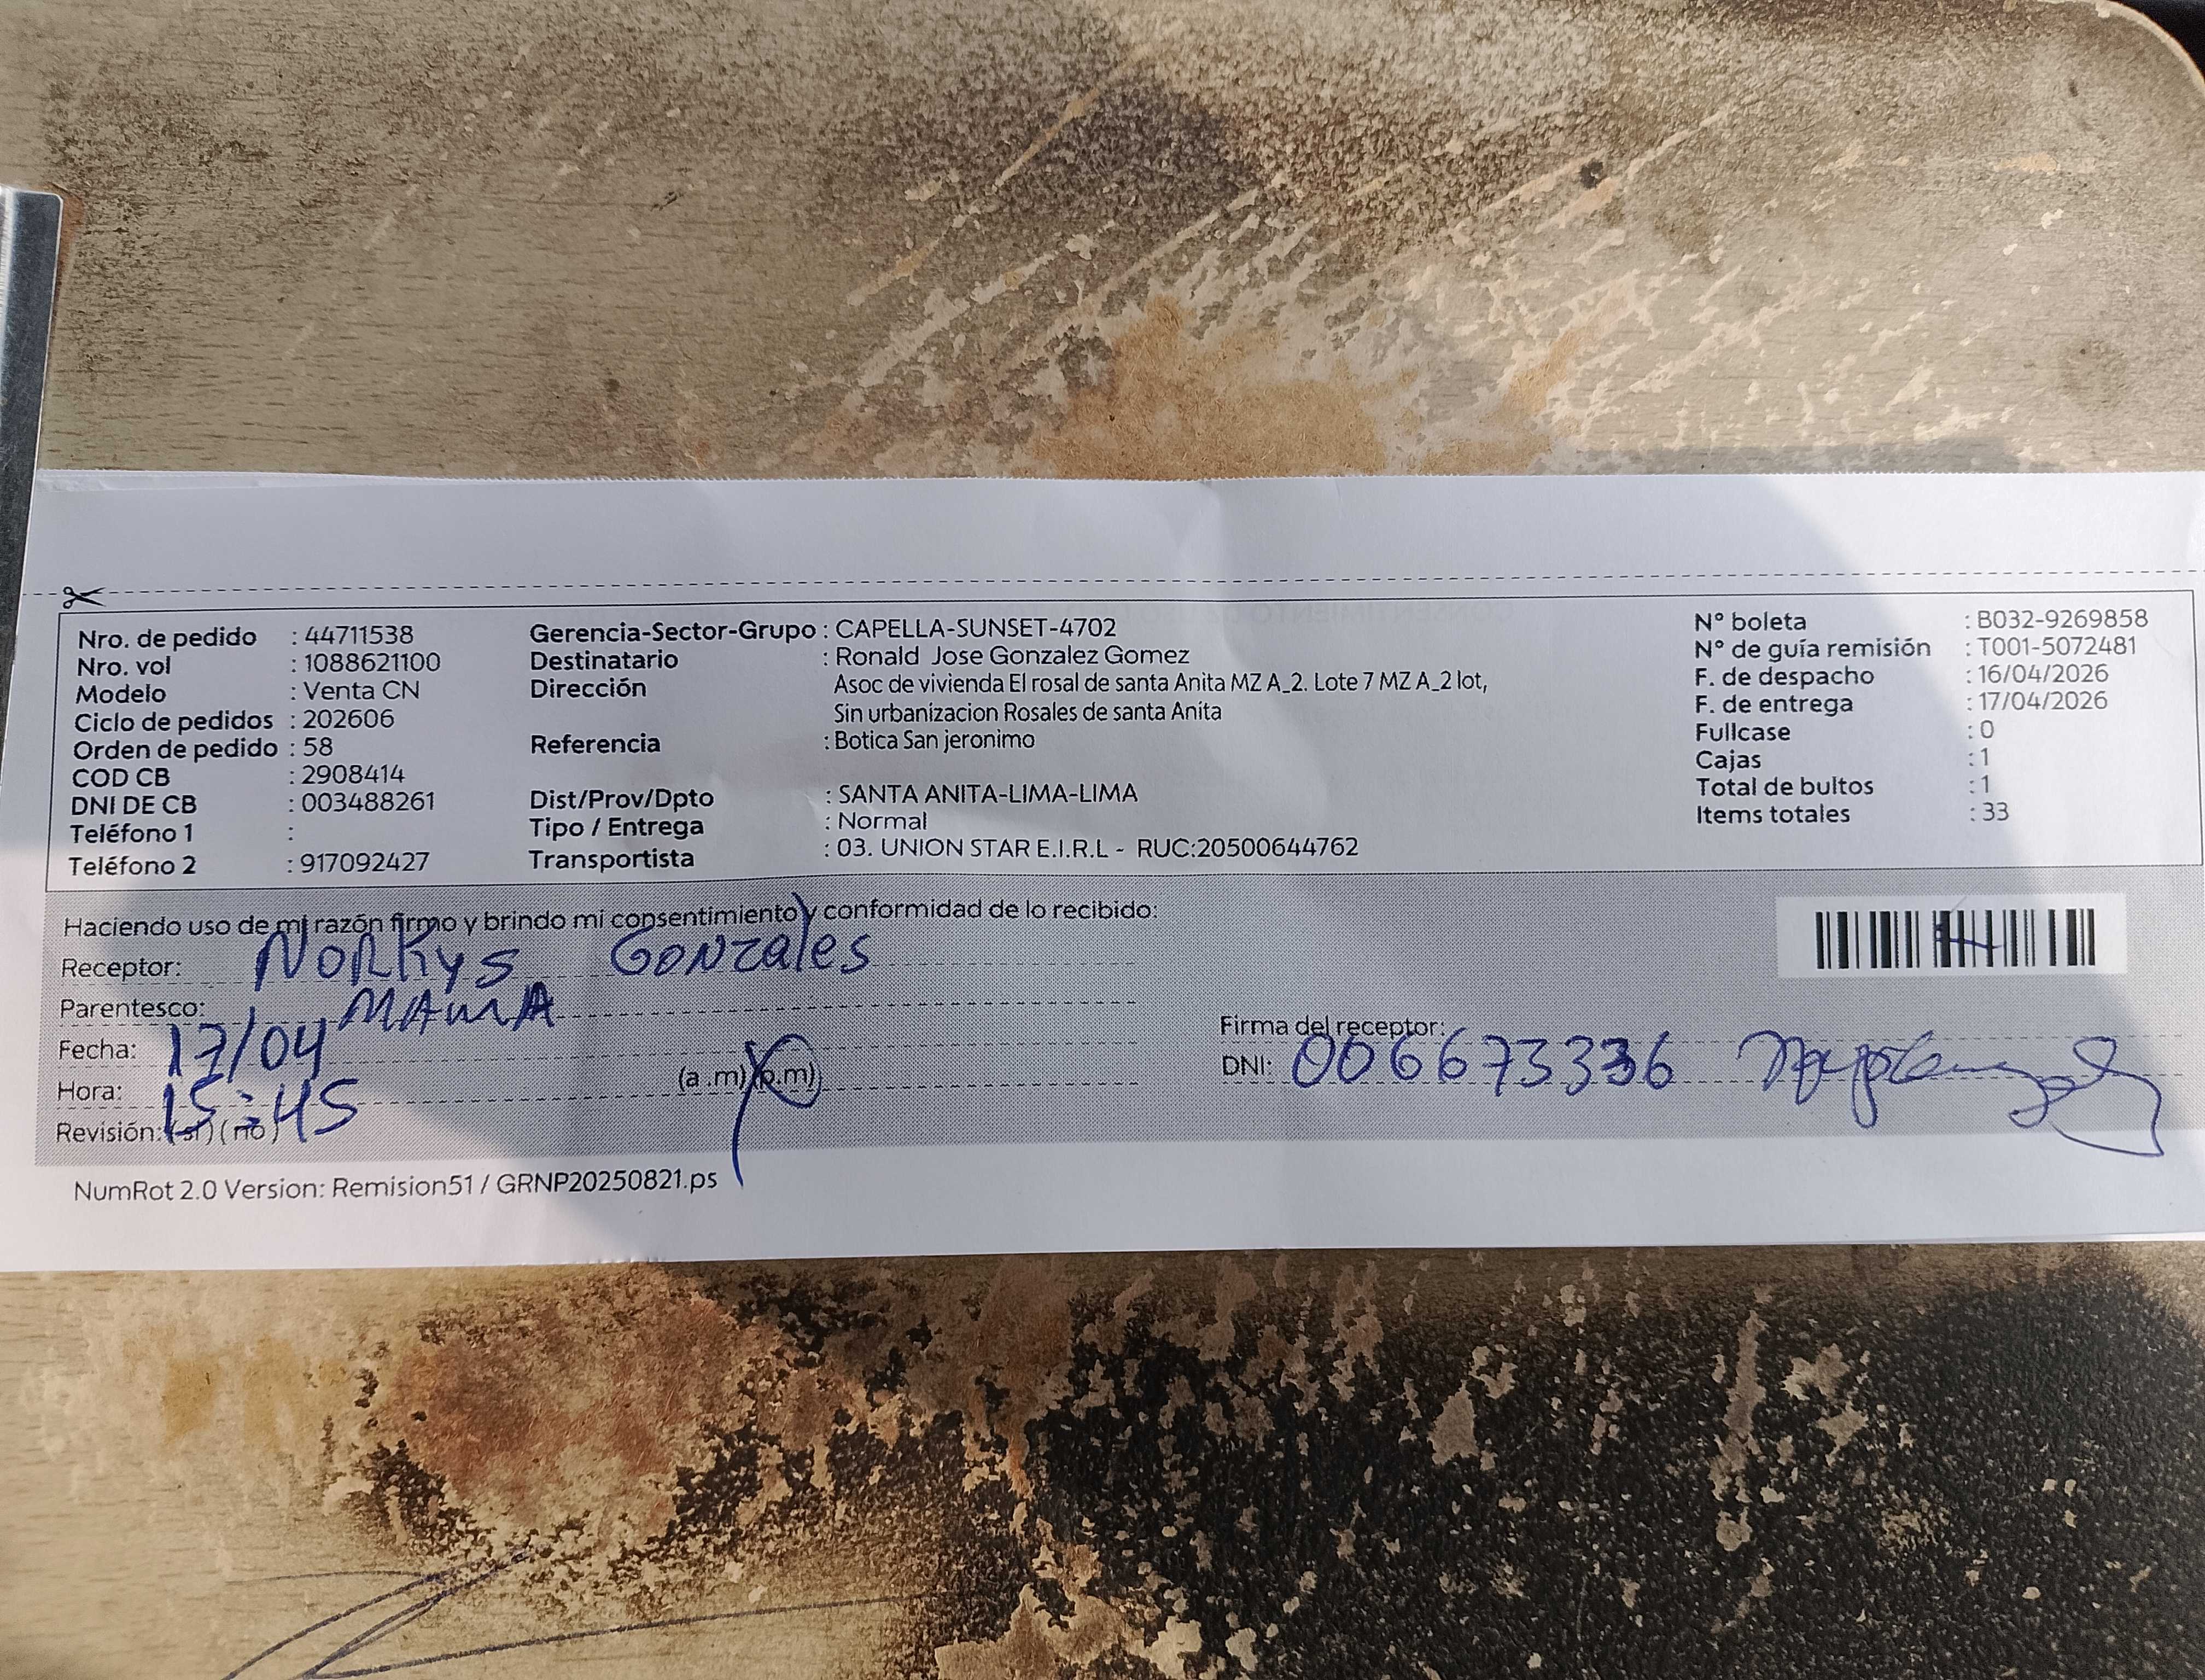 Nro. de pedido : 44711538
Nro. vol : 1088621100
Modelo : Venta CN
Ciclo de pedidos : 202606
Orden de pedido : 58
COD CB : 2908414
DNI DE CB : 003488261
Teléfono 1 :
Teléfono 2 : 917092427
Gerencia-Sector-Grupo : CAPELLA-SUNSET-4702
Destinatario : Ronald Jose Gonzalez Gomez
Dirección Asoc de vivienda El rosal de santa Anita MZ A_2. Lote 7 MZ A_2 lot,
Sin urbanizacion Rosales de santa Anita
Referencia : Botica San jeronimo
Dist/Prov/Dpto : SANTA ANITA-LIMA-LIMA
Tipo / Entrega : Normal
Transportista : 03. UNION STAR E.I.R.L - RUC:20500644762
N° boleta : B032-9269858
N° de guía remisión : T001-5072481
F. de despacho : 16/04/2026
F. de entrega : 17/04/2026
Fullcase : 0
Cajas : 1
Total de bultos : 1
Items totales : 33
Haciendo uso de mi razón firmo y brindo mi consentimiento y conformidad de lo recibido:
Receptor: Norkys Gonzales
Parentesco: MAMA
Fecha: 17/04
Hora: 15:45 (a .m) (p.m)
Revisión: (si) ( no )
Firma del receptor:
DNI: 006673336
NumRot 2.0 Version: Remision51 / GRNP20250821.ps